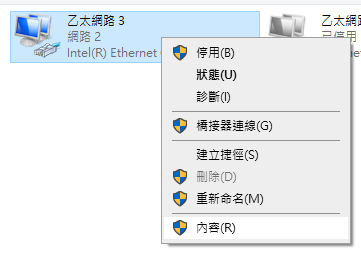 乙太網路 3
網路 2
Intel(R) Ethernet
乙太
已停用
停用(B)
狀態(U)
診斷(I)
橋接器連線(G)
建立捷徑(S)
刪除(D)
重新命名(M)
內容(R)